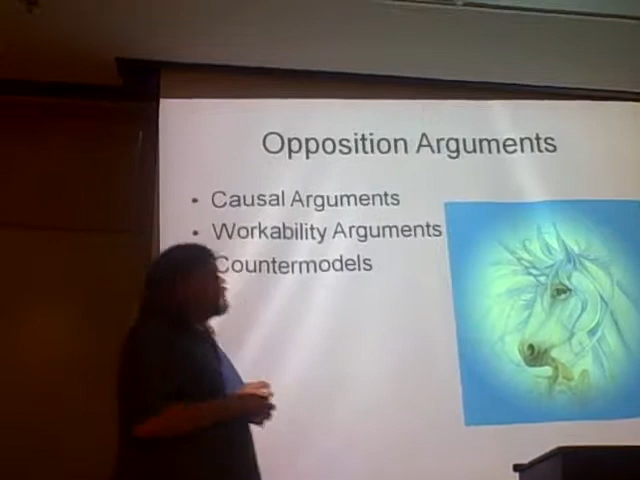 Opposition Arguments
• Causal Arguments
• Workability Arguments
Countermodels